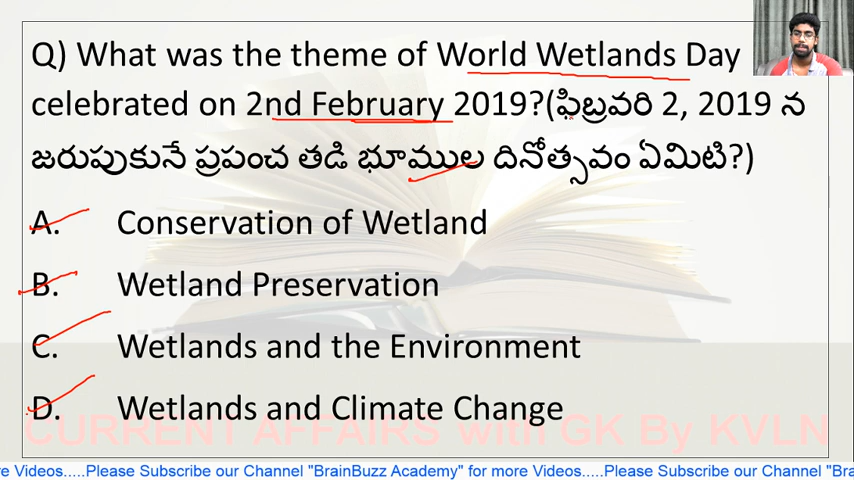 Q) What was the theme of World Wetlands Day
celebrated on 2nd February 2019?(ఫిబ్రవరి 2, 2019 న
జరుపుకునే ప్రపంచ తడి భూముల దినోత్సవం ఏమిటి?)
A. Conservation of Wetland
B. Wetland Preservation
C. Wetlands and the Environment
D. Wetlands and Climate Change
CURRENT AFFAIRS with GK By KVLN
re Videos.....Please Subscribe our Channel "BrainBuzz Academy" for more Videos.....Please Subscribe our Channel "Bra